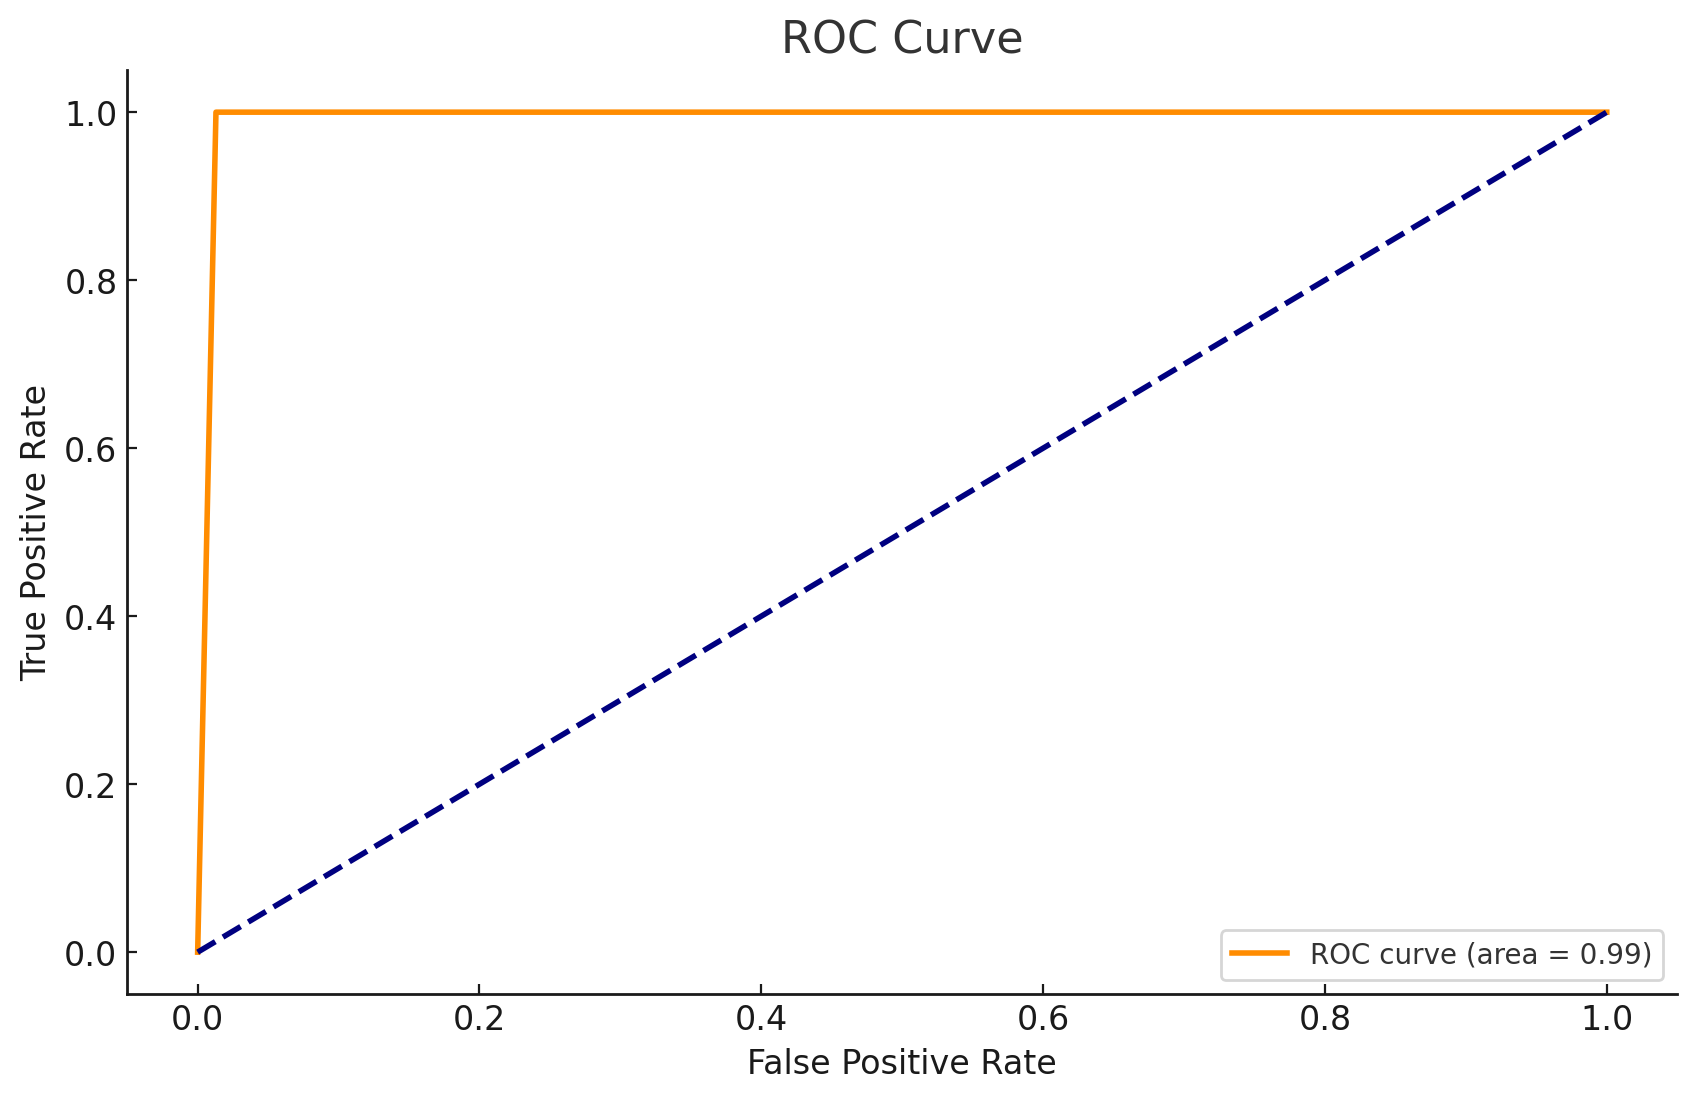 ROC Curve
1.0
0.8
0.6
0.4
0.2
0.0
True Positive Rate
ROC curve (area = 0.99)
0.0 0.2 0.4 0.6 0.8 1.0
False Positive Rate